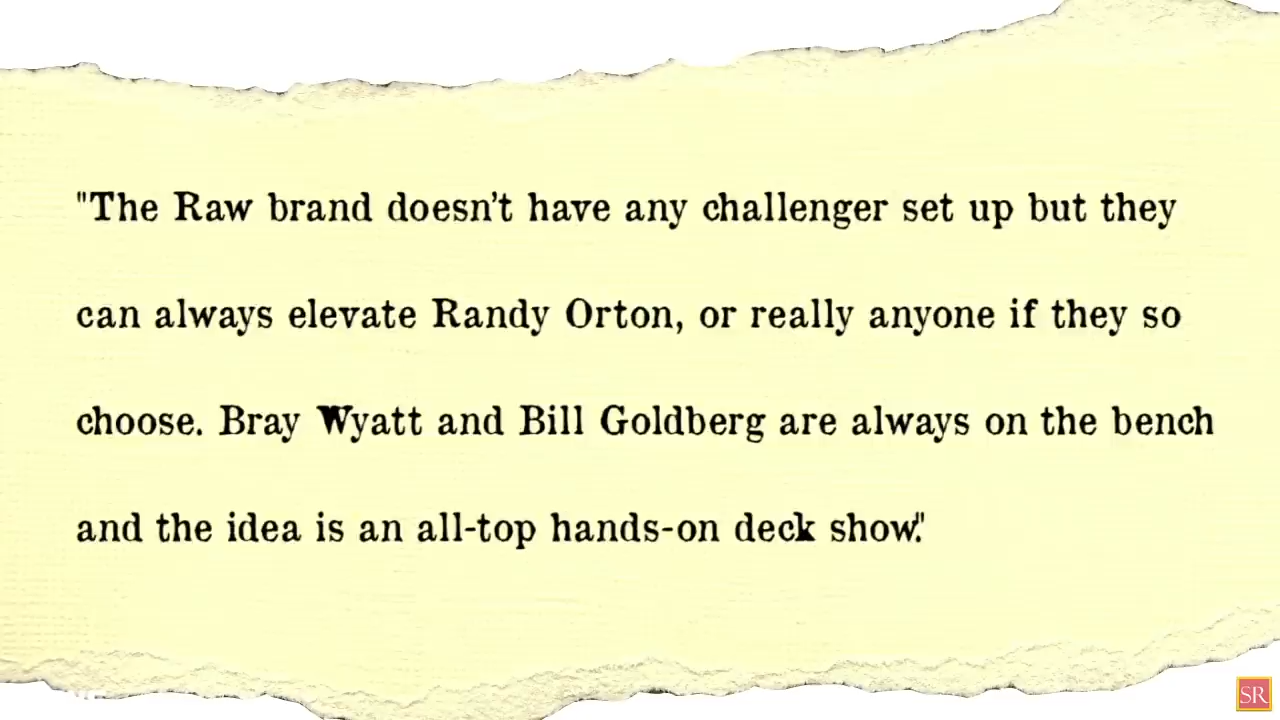 "The Raw brand doesn't have any challenger set up but they
can always elevate Randy Orton, or really anyone if they so
choose. Bray Wyatt and Bill Goldberg are always on the bench
and the idea is an all-top hands-on deck show."
SR